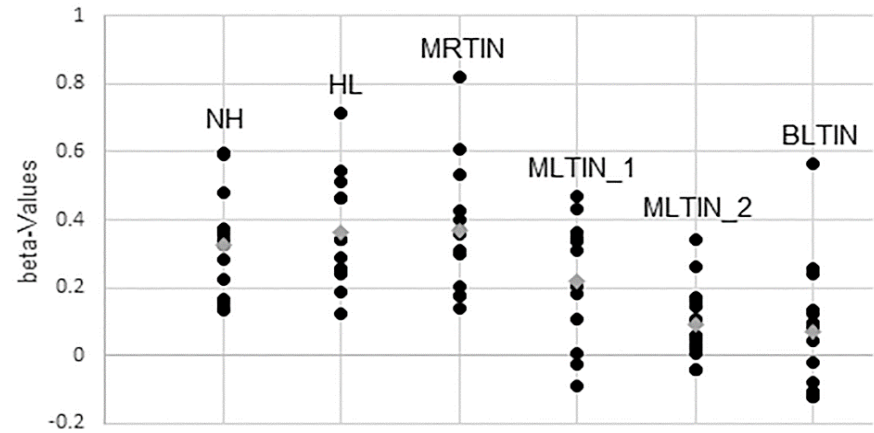 1
0.8
0.6
0.4
0.2
0
-0.2
beta-Values
NH
HL
MRTIN
MLTIN_1
MLTIN_2
BLTIN